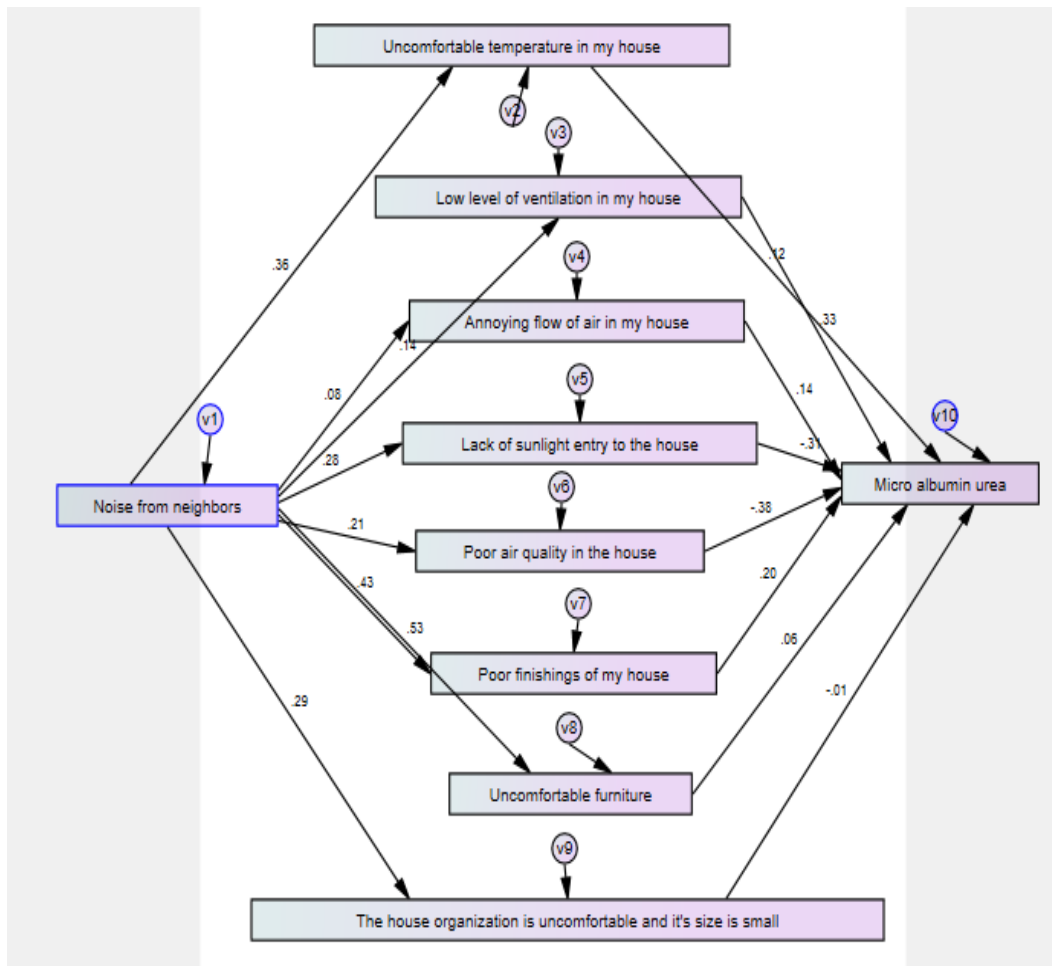 Uncomfortable temperature in my house
v2
v3
Low level of ventilation in my house
.36
.12
v4
Annoying flow of air in my house
.33
.14
.08
v5
.14
v1
v10
Lack of sunlight entry to the house
-.31
.28
Micro albumin urea
v6
Noise from neighbors
.21
-.38
Poor air quality in the house
.43
.20
v7
.53
.06
Poor finishings of my house
.29
-.01
v8
Uncomfortable furniture
v9
The house organization is uncomfortable and it's size is small